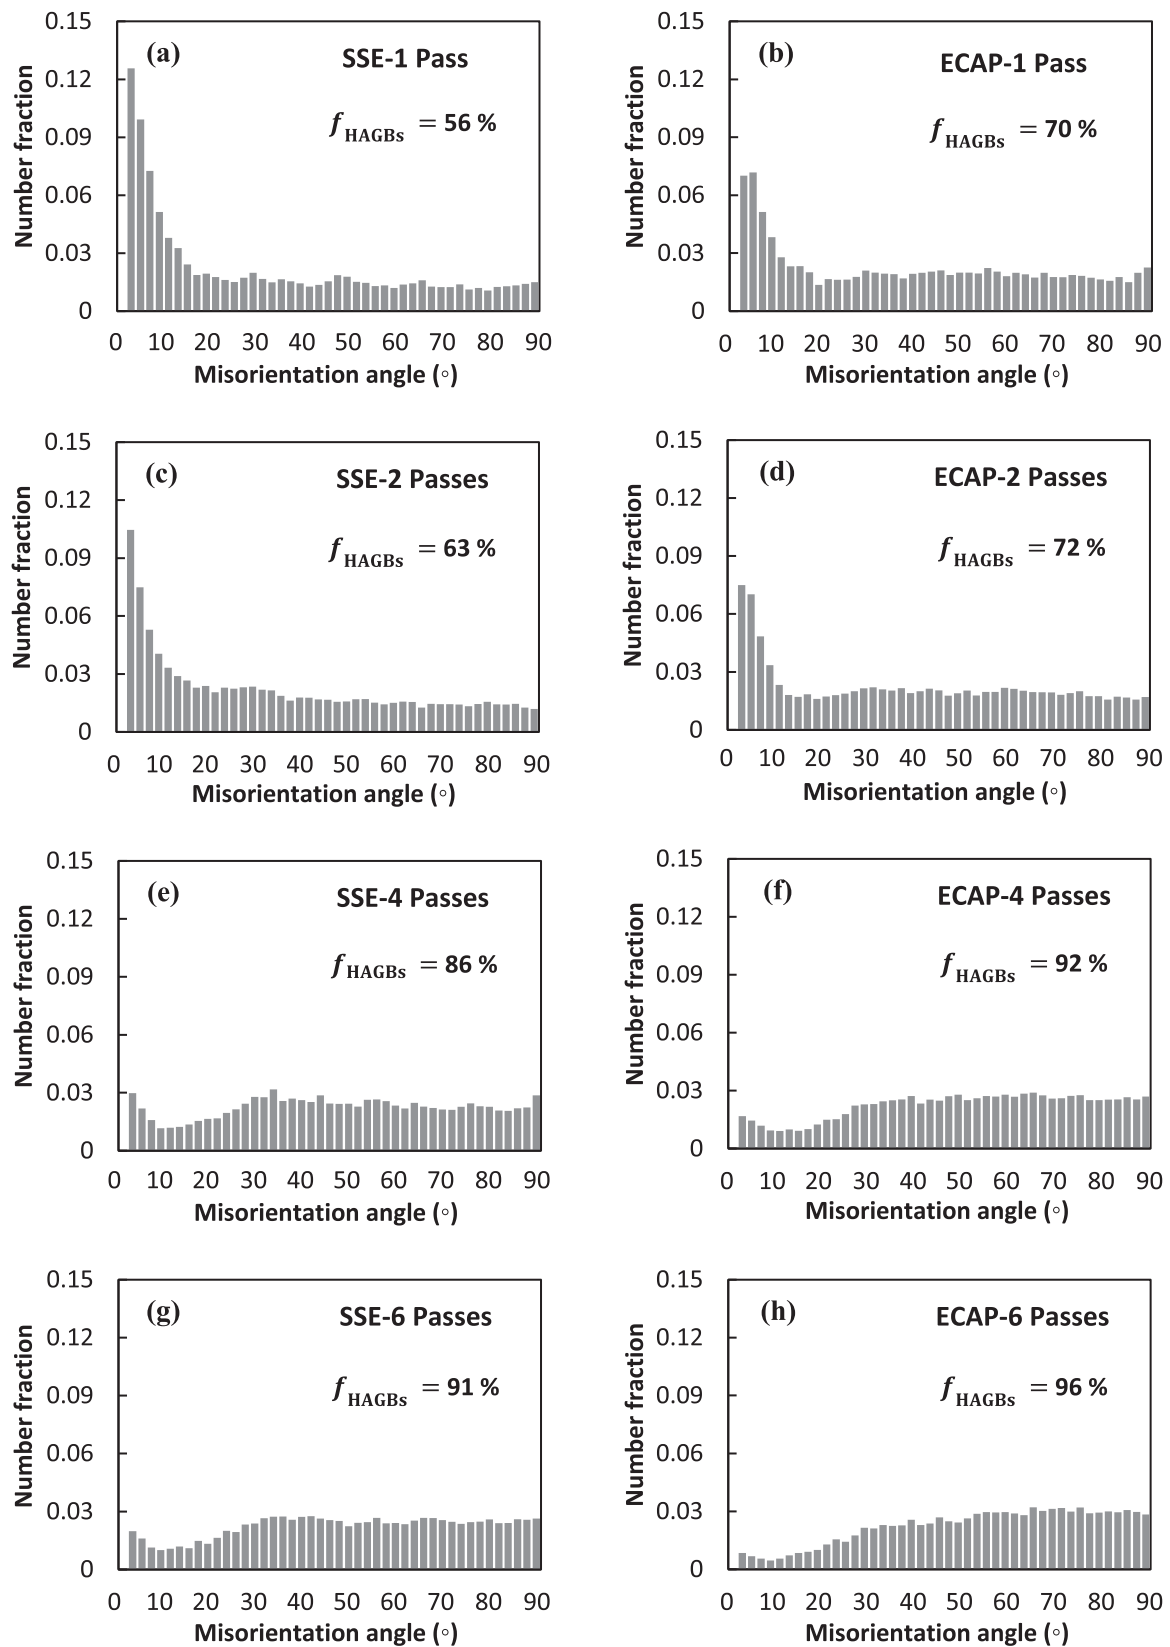 (a)
SSE-1 Pass
f HAGBs = 56 %
Number fraction
0.15
0.12
0.09
0.06
0.03
0
0 10 20 30 40 50 60 70 80 90
Misorientation angle (◦)
(b)
ECAP-1 Pass
f HAGBs = 70 %
Number fraction
0.15
0.12
0.09
0.06
0.03
0
0 10 20 30 40 50 60 70 80 90
Misorientation angle (◦)
(c)
SSE-2 Passes
f HAGBs = 63 %
Number fraction
0.15
0.12
0.09
0.06
0.03
0
0 10 20 30 40 50 60 70 80 90
Misorientation angle (◦)
(d)
ECAP-2 Passes
f HAGBs = 72 %
Number fraction
0.15
0.12
0.09
0.06
0.03
0
0 10 20 30 40 50 60 70 80 90
Misorientation angle (◦)
(e)
SSE-4 Passes
f HAGBs = 86 %
Number fraction
0.15
0.12
0.09
0.06
0.03
0
0 10 20 30 40 50 60 70 80 90
Misorientation angle (◦)
(f)
ECAP-4 Passes
f HAGBs = 92 %
Number fraction
0.15
0.12
0.09
0.06
0.03
0
0 10 20 30 40 50 60 70 80 90
Misorientation angle (◦)
(g)
SSE-6 Passes
f HAGBs = 91 %
Number fraction
0.15
0.12
0.09
0.06
0.03
0
0 10 20 30 40 50 60 70 80 90
Misorientation angle (◦)
(h)
ECAP-6 Passes
f HAGBs = 96 %
Number fraction
0.15
0.12
0.09
0.06
0.03
0
0 10 20 30 40 50 60 70 80 90
Misorientation angle (◦)